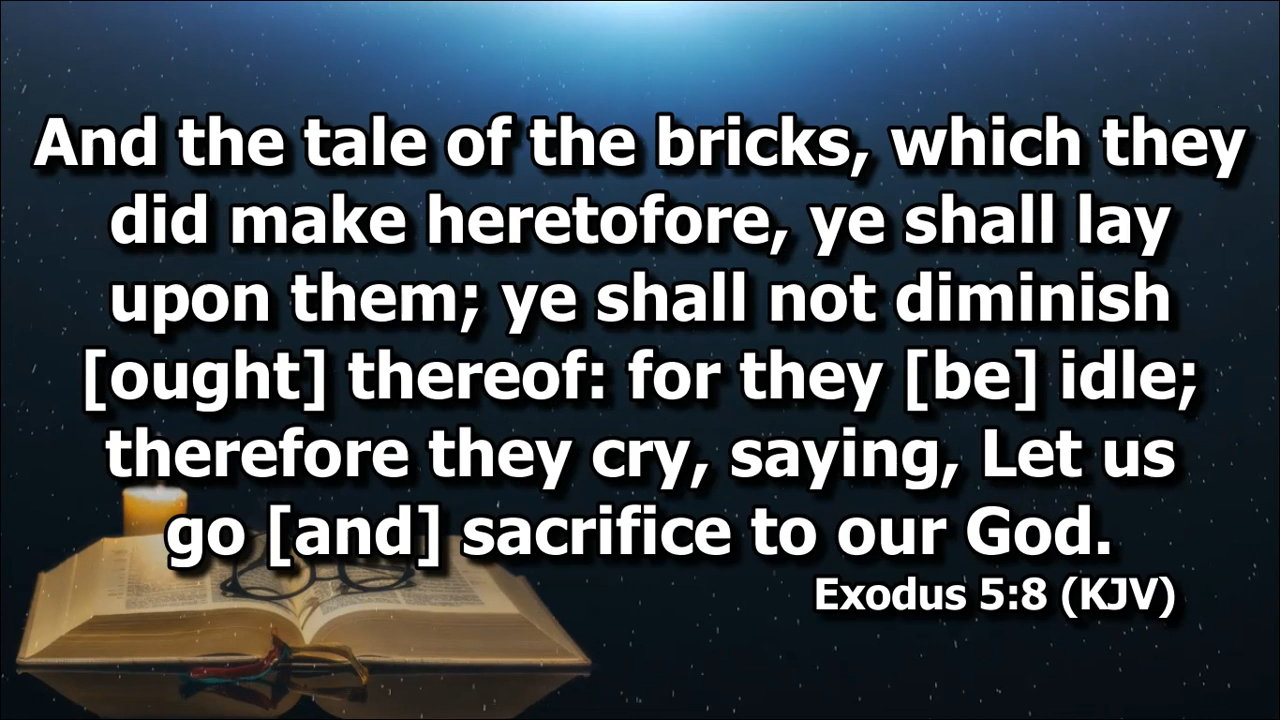 And the tale of the bricks, which they
did make heretofore, ye shall lay
upon them; ye shall not diminish
[ought] thereof: for they [be] idle;
therefore they cry, saying, Let us
go [and] sacrifice to our God.
Exodus 5:8 (KJV)